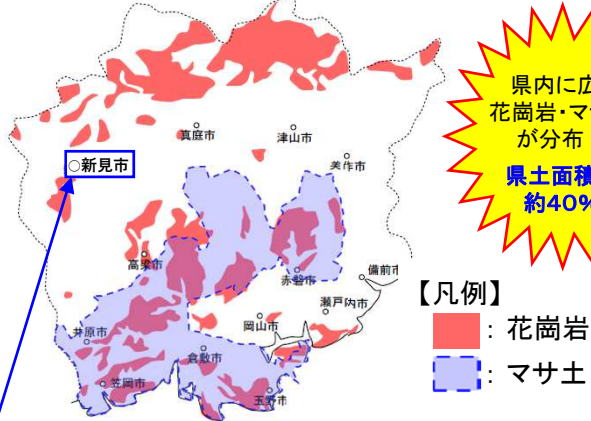 県内に広
花崗岩・マサ
が分布
県土面積
約40%
真庭市
津山市
○新見市
美作市
高梁市
赤磐市
備前市
瀬戸内市
岡山市
井原市
倉敷市
笠岡市
玉野市
【凡例】
：花崗岩
：マサ土